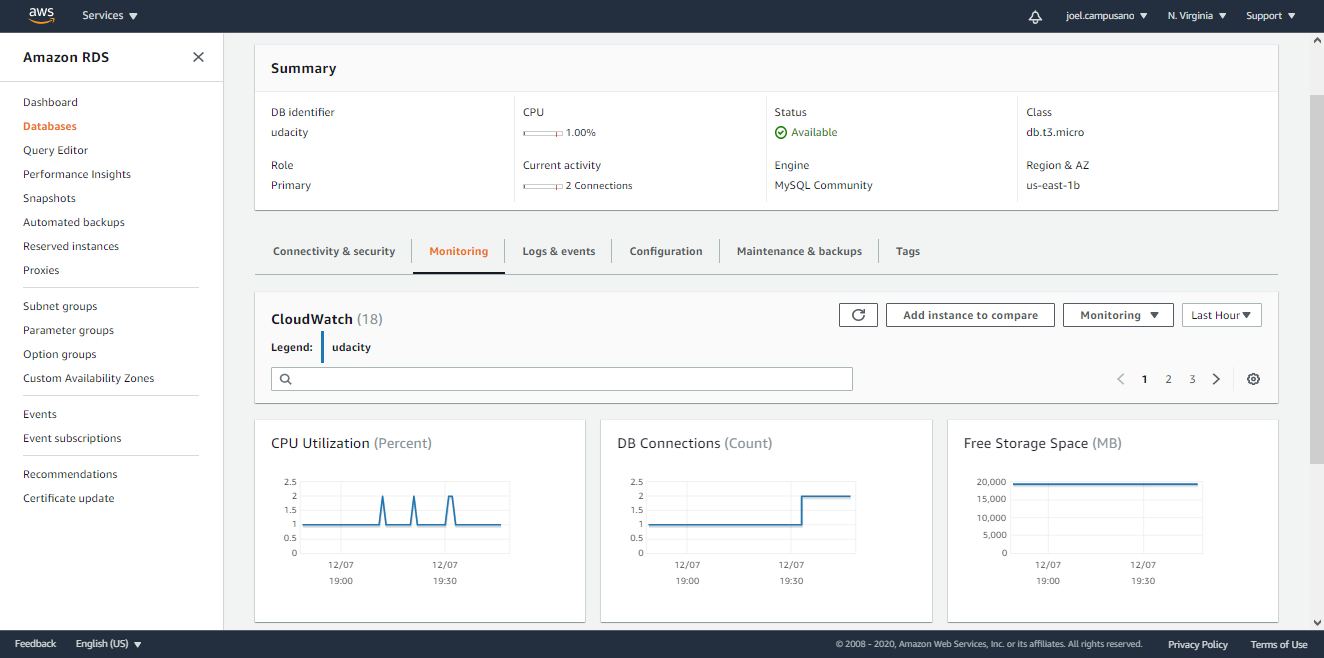 aws Services joel.campusano N. Virginia Support
Amazon RDS
Dashboard
Databases
Query Editor
Performance Insights
Snapshots
Automated backups
Reserved instances
Proxies
Subnet groups
Parameter groups
Option groups
Custom Availability Zones
Events
Event subscriptions
Recommendations
Certificate update
Summary
DB identifier CPU Status Class
udacity 1.00% Available db.t3.micro
Role Current activity Engine Region & AZ
Primary 2 Connections MySQL Community us-east-1b
Connectivity & security Monitoring Logs & events Configuration Maintenance & backups Tags
CloudWatch (18) Add instance to compare Monitoring Last Hour
Legend: udacity
1 2 3
CPU Utilization (Percent)
2.5
2
1.5
1
0.5
0
12/07 12/07
19:00 19:30
DB Connections (Count)
2.5
2
1.5
1
0.5
0
12/07 12/07
19:00 19:30
Free Storage Space (MB)
20,000
15,000
10,000
5,000
0
12/07 12/07
19:00 19:30
Feedback English (US) © 2008 - 2020, Amazon Web Services, Inc. or its affiliates. All rights reserved. Privacy Policy Terms of Use